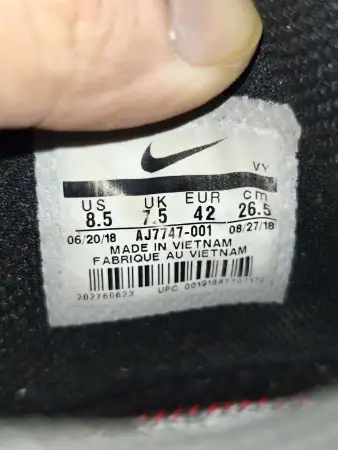 VY
US UK EUR cm
8.5 7.5 42 26.5
06/20/18 AJ7747-001 08/27/18
MADE IN VIETNAM
FABRIQUE AU VIETNAM
202760623 UPC